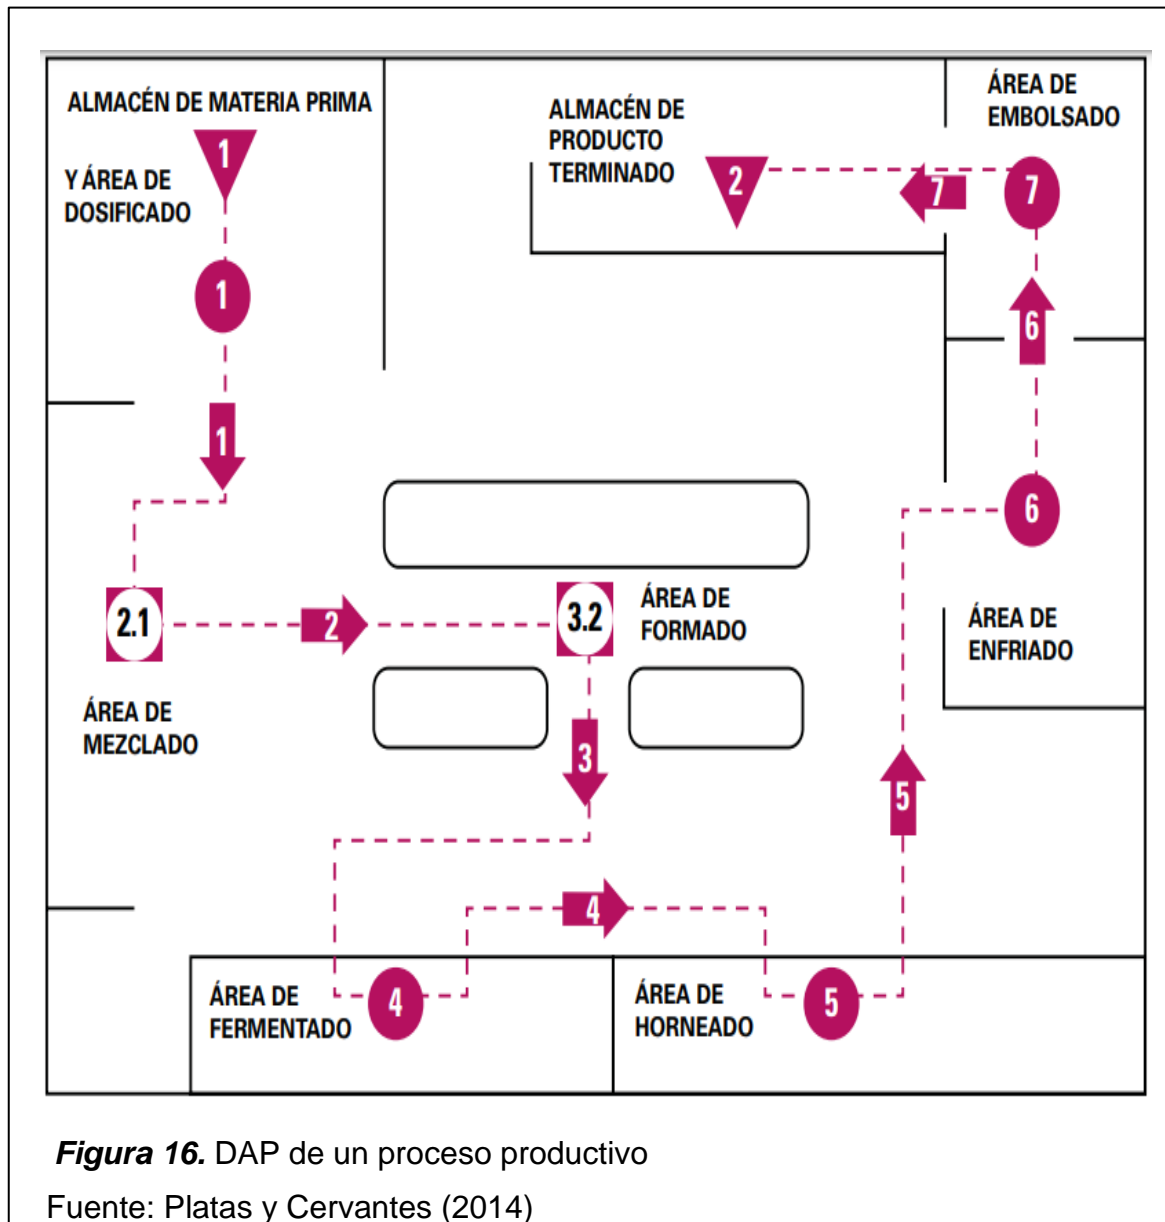 ALMACÉN DE MATERIA PRIMA
1
Y ÁREA DE
DOSIFICADO
1
1
2.1
ÁREA DE
MEZCLADO
2
3.2
ÁREA DE
FORMADO
3
4
ÁREA DE
FERMENTADO
4
ÁREA DE
HORNEADO
5
5
6
ÁREA DE
ENFRIADO
6
ÁREA DE
EMBOLSADO
7
7
ALMACÉN DE
PRODUCTO
TERMINADO
2
Figura 16. DAP de un proceso productivo
Fuente: Platas y Cervantes (2014)